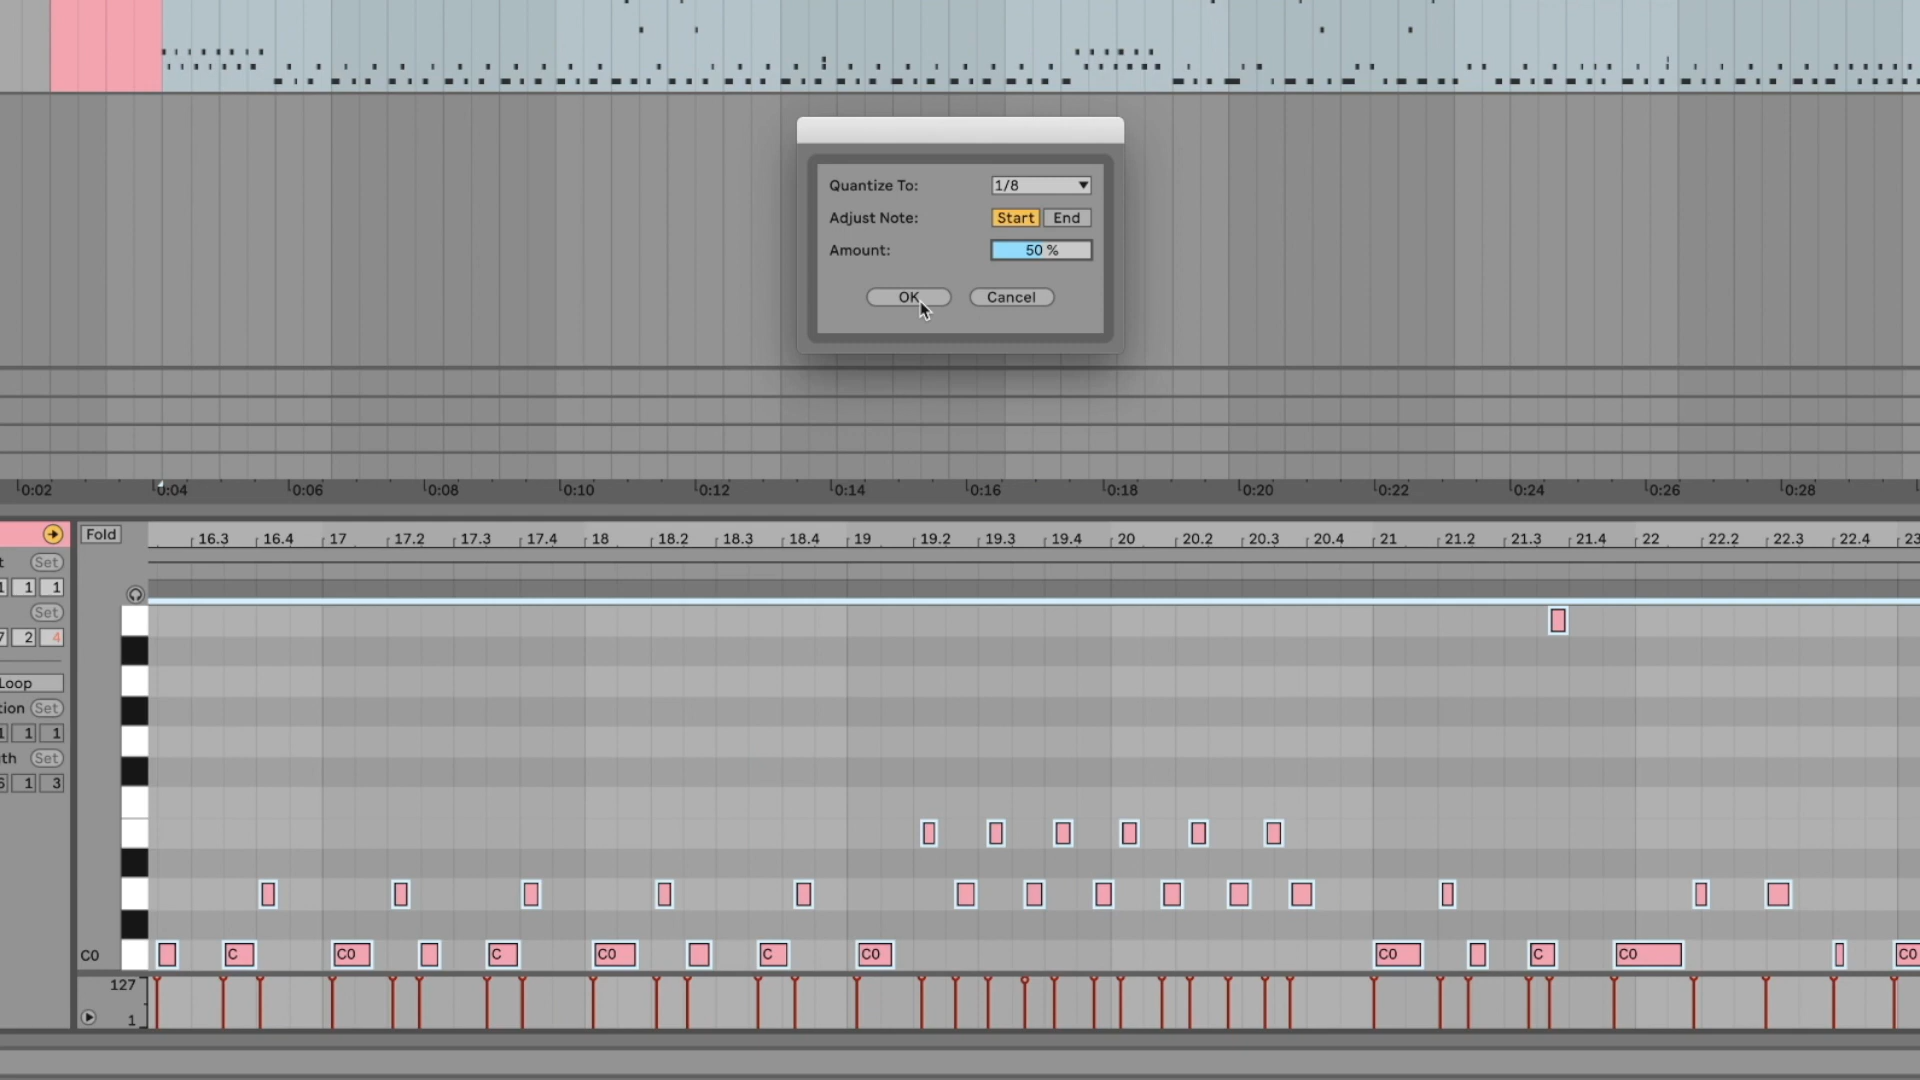 Quantize To: 1/8
Adjust Note: Start End
Amount: 50 %
OK Cancel
0:02 0:04 0:06 0:08 0:10 0:12 0:14 0:16 0:18 0:20 0:22 0:24 0:26 0:28
Fold 16.3 16.4 17 17.2 17.3 17.4 18 18.2 18.3 18.4 19 19.2 19.3 19.4 20 20.2 20.3 20.4 21 21.2 21.3 21.4 22 22.2 22.3 22.4 23
t Set
1 1 1
Set
7 2 4
Loop
tion Set
1 1 1
th Set
6 1 3
C0 C C0 C C0 C C0 C0 C C0 C0
127
1